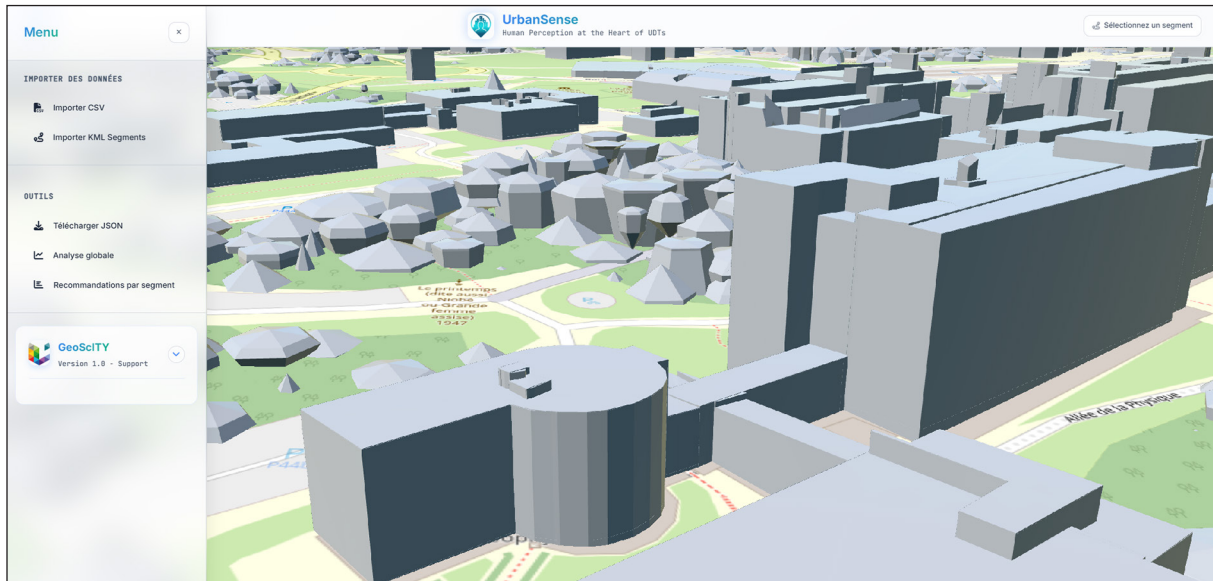 Menu
×
UrbanSense
Human Perception at the Heart of UDTs
Sélectionnez un segment
IMPORTER DES DONNÉES
Importer CSV
Importer KML Segments
OUTILS
Télécharger JSON
Analyse globale
Recommandations par segment
GeoScITY
Version 1.0 - Support
Le printemps
(dite aussi
Niobé
ou Grande
femme
assise)
1947
Allée de la Physique